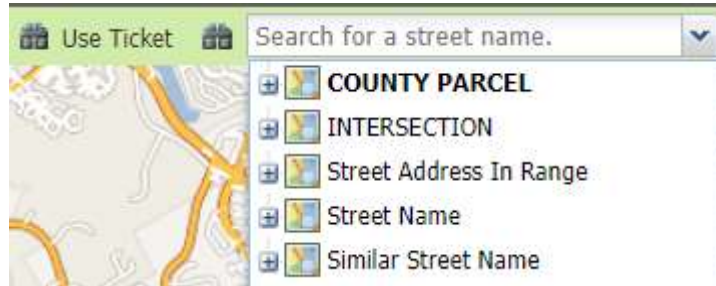 Use Ticket
Search for a street name.
COUNTY PARCEL
INTERSECTION
Street Address In Range
Street Name
Similar Street Name